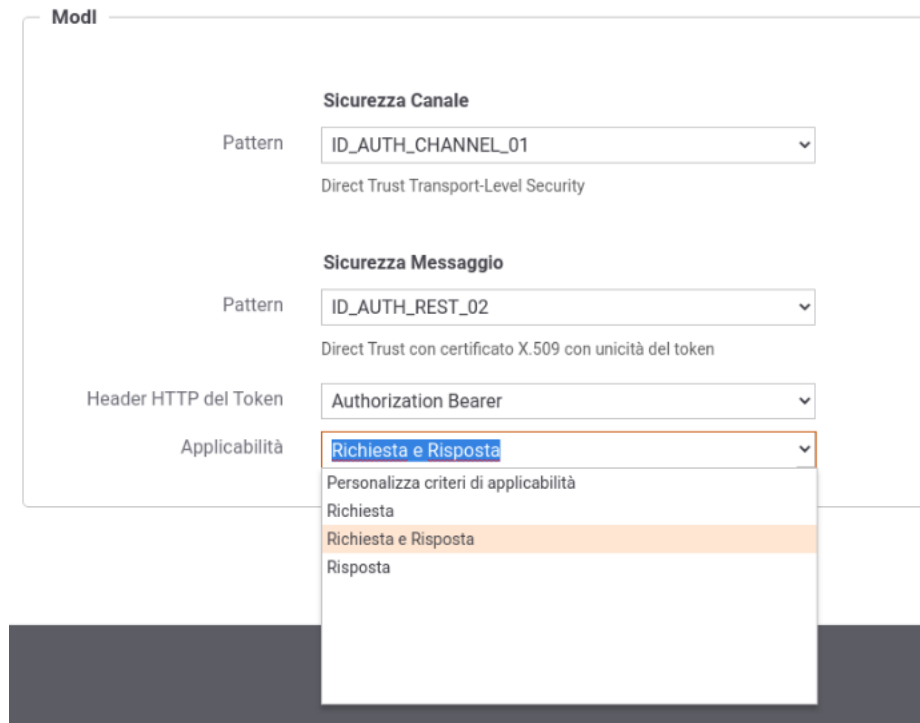 ModI
Sicurezza Canale
Pattern ID_AUTH_CHANNEL_01
Direct Trust Transport-Level Security
Sicurezza Messaggio
Pattern ID_AUTH_REST_02
Direct Trust con certificato X.509 con unicità del token
Header HTTP del Token Authorization Bearer
Applicabilità Richiesta e Risposta
Personalizza criteri di applicabilità
Richiesta
Richiesta e Risposta
Risposta